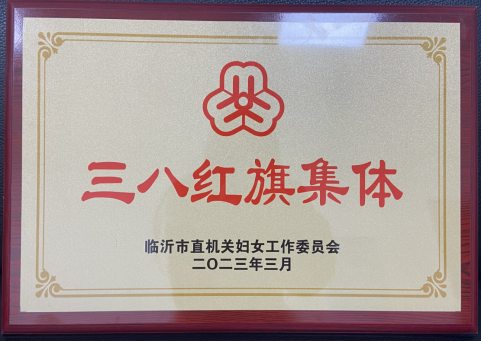 三八红旗集体
临沂市直机关妇女工作委员会
二〇二三年三月